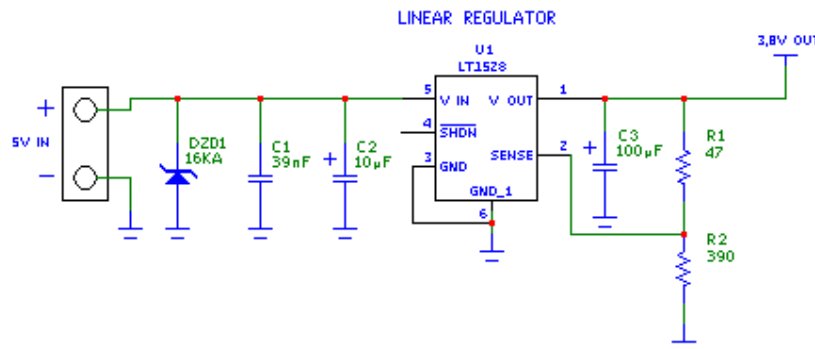 LINEAR REGULATOR
U1
LT1528
3,8V OUT
+
5V IN
-
5
V IN
V OUT
1
4
SHDN
3
GND
SENSE
2
GND_1
6
DZD1
16KA
C1
39nF
+
C2
10µF
+
C3
100µF
R1
47
R2
390